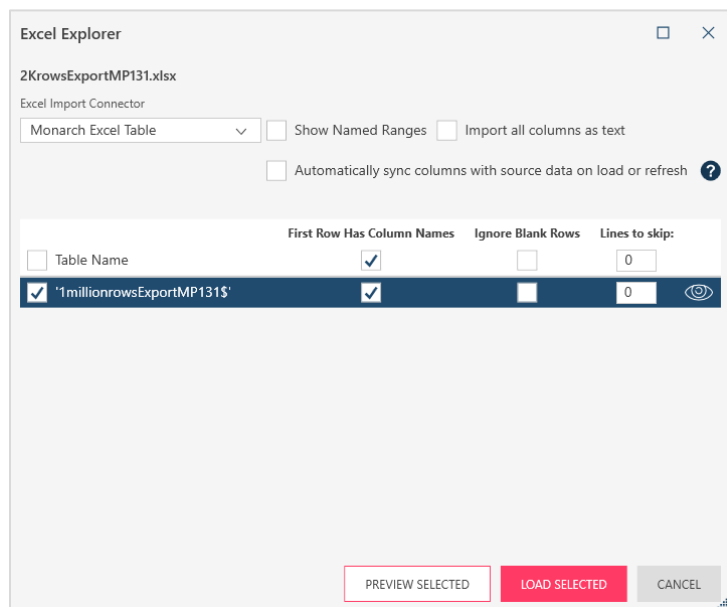 Excel Explorer
2KrowsExportMP131.xlsx
Excel Import Connector
Monarch Excel Table Show Named Ranges Import all columns as text
Automatically sync columns with source data on load or refresh ?
First Row Has Column Names Ignore Blank Rows Lines to skip:
Table Name 0
'1millionrowsExportMP131$' 0
PREVIEW SELECTED LOAD SELECTED CANCEL